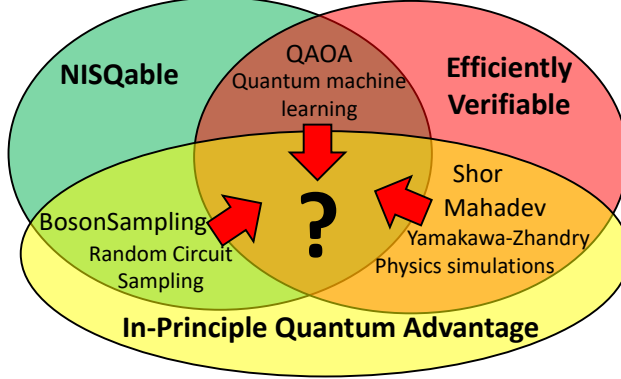 NISQable
QAOA
Quantum machine
learning
Efficiently
Verifiable
BosonSampling
Random Circuit
Sampling
?
Shor
Mahadev
Yamakawa-Zhandry
Physics simulations
In-Principle Quantum Advantage